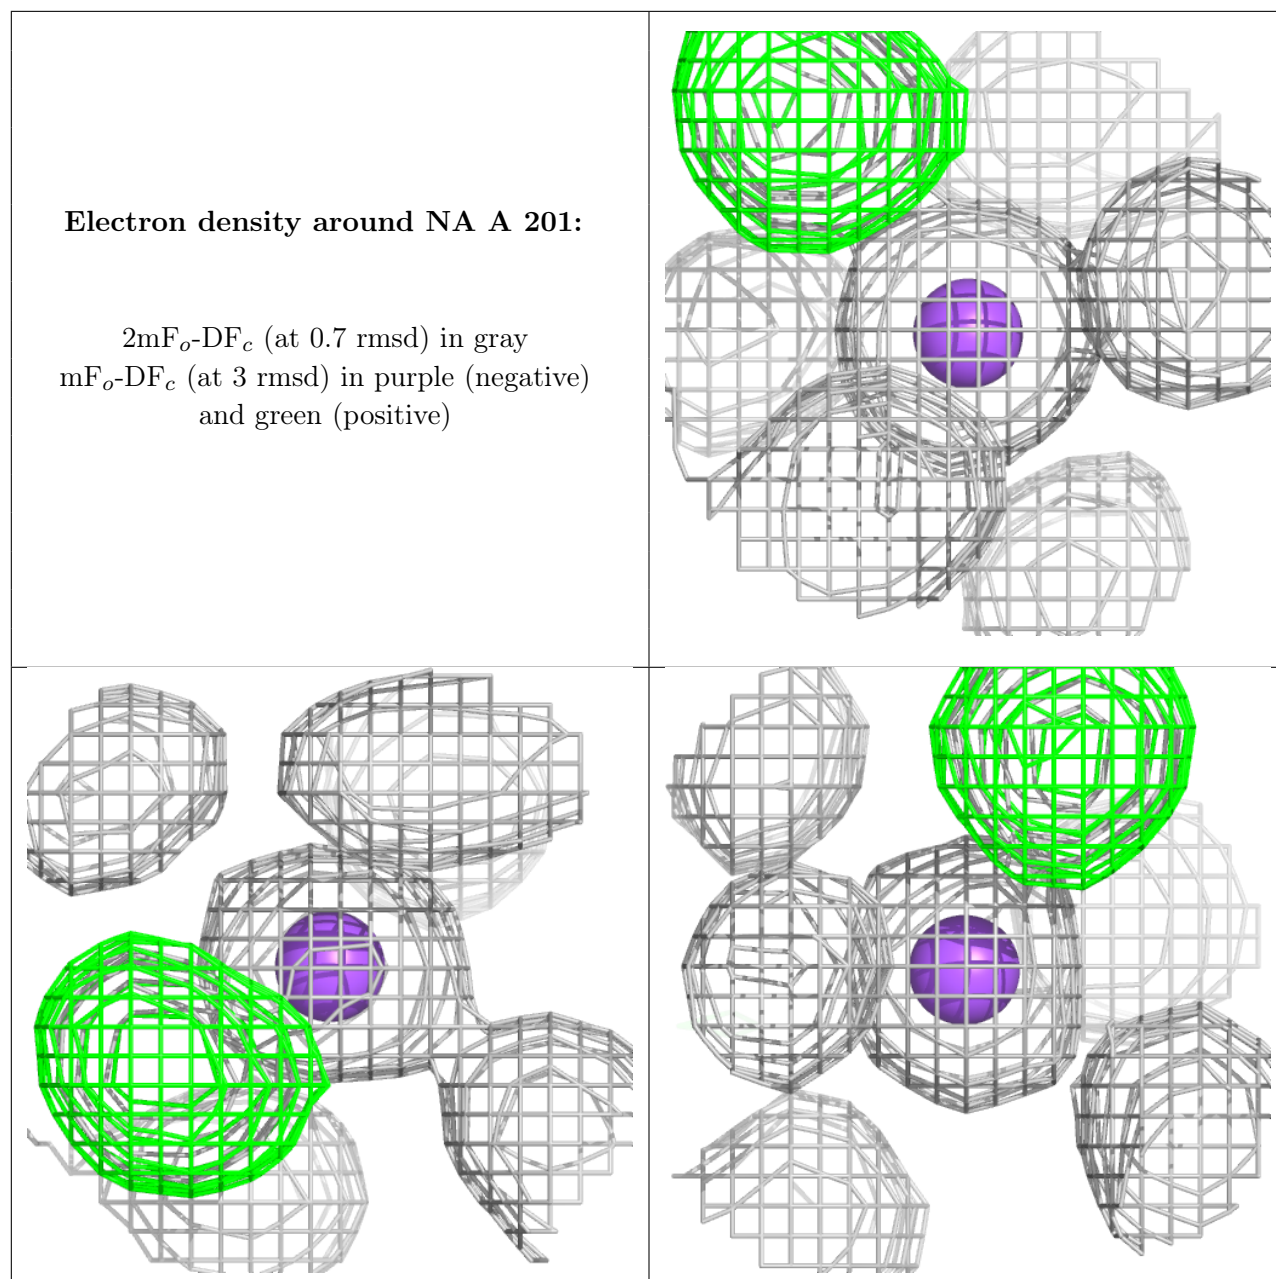 Electron density around NA A 201:
2mFo-DFc (at 0.7 rmsd) in gray
mFo-DFc (at 3 rmsd) in purple (negative)
and green (positive)